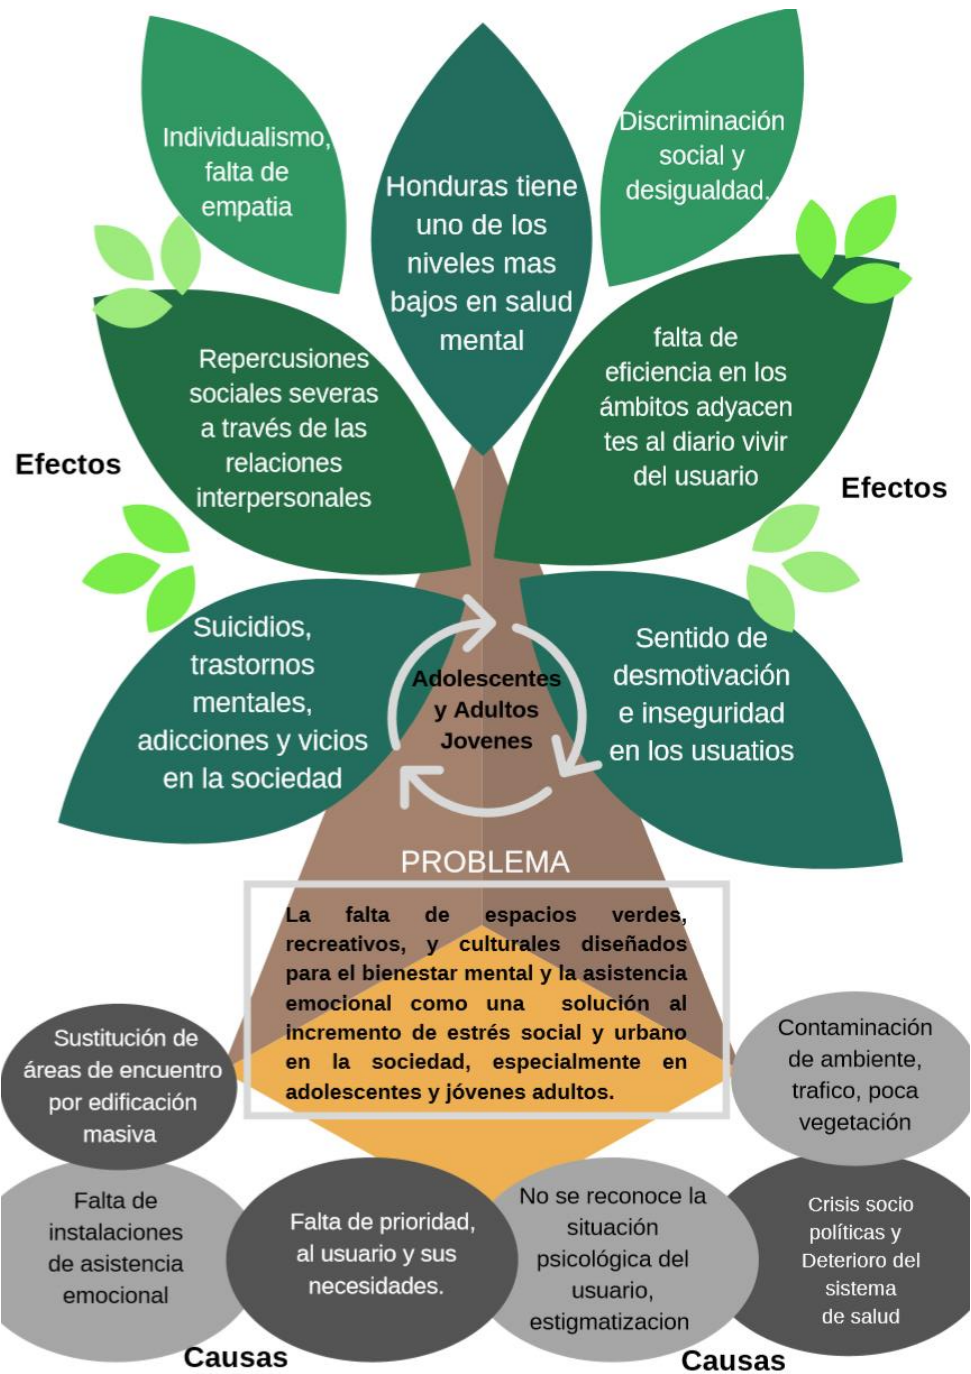 Individualismo,
falta de
empatia
Honduras tiene
uno de los
niveles mas
bajos en salud
mental
Discriminación
social y
desigualdad.
Repercusiones
sociales severas
a través de las
relaciones
interpersonales
falta de
eficiencia en los
ámbitos adyacen
tes al diario vivir
del usuario
Efectos
Efectos
Suicidios,
trastornos
mentales,
adicciones y vicios
en la sociedad
Adolescentes
y Adultos
Jovenes
Sentido de
desmotivación
e inseguridad
en los usuatios
PROBLEMA
La falta de espacios verdes,
recreativos, y culturales diseñados
para el bienestar mental y la asistencia
emocional como una solución al
incremento de estrés social y urbano
en la sociedad, especialmente en
adolescentes y jóvenes adultos.
Sustitución de
áreas de encuentro
por edificación
masiva
Contaminación
de ambiente,
trafico, poca
vegetación
Falta de
instalaciones
de asistencia
emocional
Falta de prioridad,
al usuario y sus
necesidades.
No se reconoce la
situación
psicológica del
usuario,
estigmatizacion
Crisis socio
políticas y
Deterioro del
sistema
de salud
Causas
Causas